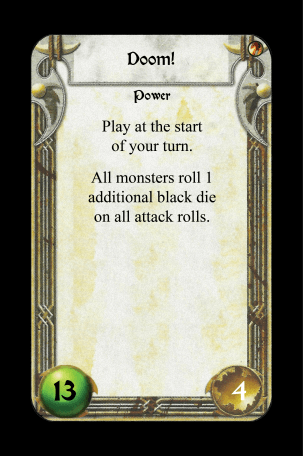 Doom!
Power
Play at the start
of your turn.
All monsters roll 1
additional black die
on all attack rolls.
13
4